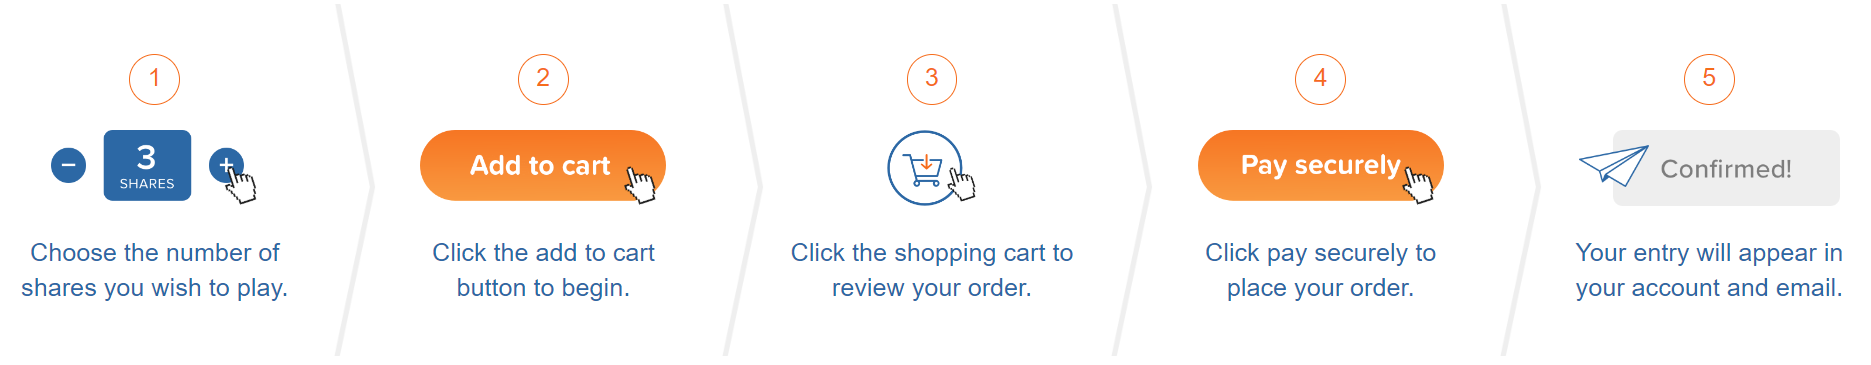 1
3
SHARES
Choose the number of
shares you wish to play.
2
Add to cart
Click the add to cart
button to begin.
3
Click the shopping cart to
review your order.
4
Pay securely
Click pay securely to
place your order.
5
Confirmed!
Your entry will appear in
your account and email.